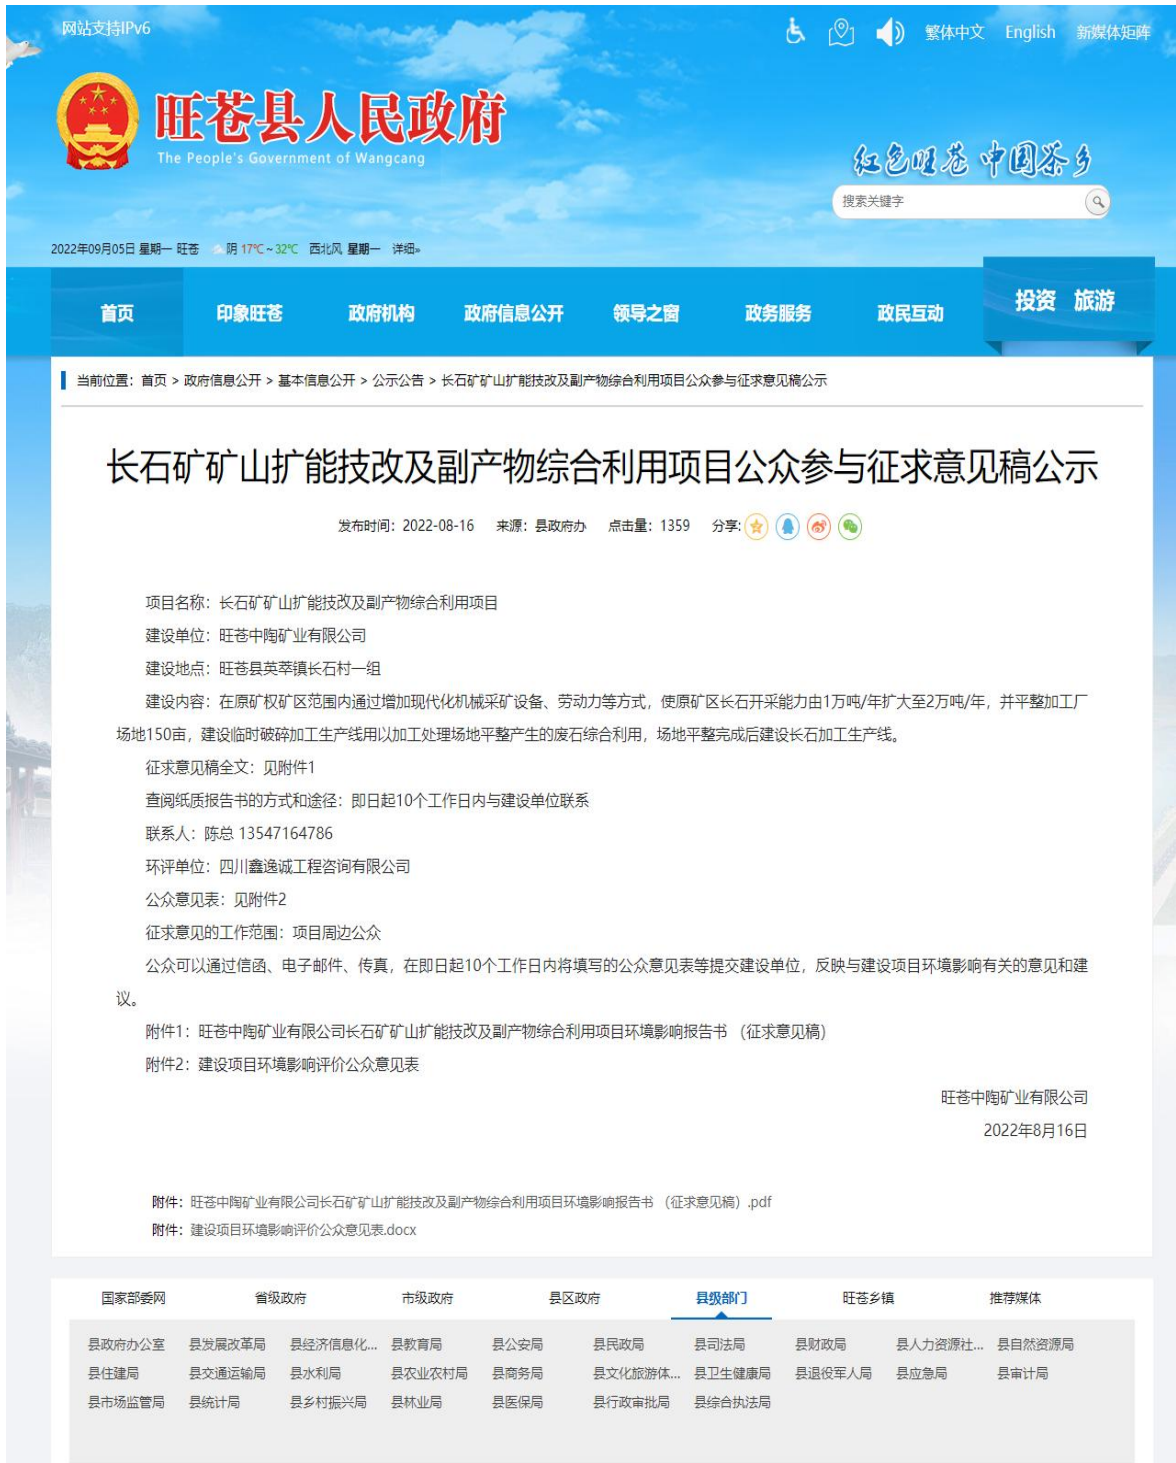 网站支持IPv6
繁体中文 English 新媒体矩阵
旺苍县人民政府
The People's Government of Wangcang
红色旺苍 中国茶乡
搜索关键字
2022年09月05日 星期一 旺苍 阴 17℃ ~ 32℃ 西北风 星期一 详细»
首页 印象旺苍 政府机构 政府信息公开 领导之窗 政务服务 政民互动 投资 旅游
当前位置：首页 > 政府信息公开 > 基本信息公开 > 公示公告 > 长石矿矿山扩能技改及副产物综合利用项目公众参与征求意见稿公示
长石矿矿山扩能技改及副产物综合利用项目公众参与征求意见稿公示
发布时间：2022-08-16 来源：县政府办 点击量：1359 分享:
项目名称：长石矿矿山扩能技改及副产物综合利用项目
建设单位：旺苍中陶矿业有限公司
建设地点：旺苍县英萃镇长石村一组
建设内容：在原矿权矿区范围内通过增加现代化机械采矿设备、劳动力等方式，使原矿区长石开采能力由1万吨/年扩大至2万吨/年，并平整加工厂
场地150亩，建设临时破碎加工生产线用以加工处理场地平整产生的废石综合利用，场地平整完成后建设长石加工生产线。
征求意见稿全文：见附件1
查阅纸质报告书的方式和途径：即日起10个工作日内与建设单位联系
联系人：陈总 13547164786
环评单位：四川鑫逸诚工程咨询有限公司
公众意见表：见附件2
征求意见的工作范围：项目周边公众
公众可以通过信函、电子邮件、传真，在即日起10个工作日内将填写的公众意见表等提交建设单位，反映与建设项目环境影响有关的意见和建
议。
附件1：旺苍中陶矿业有限公司长石矿矿山扩能技改及副产物综合利用项目环境影响报告书 （征求意见稿）
附件2：建设项目环境影响评价公众意见表
旺苍中陶矿业有限公司
2022年8月16日
附件：旺苍中陶矿业有限公司长石矿矿山扩能技改及副产物综合利用项目环境影响报告书 （征求意见稿）.pdf
附件：建设项目环境影响评价公众意见表.docx
国家部委网 省级政府 市级政府 县区政府 县级部门 旺苍乡镇 推荐媒体
县政府办公室 县发展改革局 县经济信息化... 县教育局 县公安局 县民政局 县司法局 县财政局 县人力资源社... 县自然资源局
县住建局 县交通运输局 县水利局 县农业农村局 县商务局 县文化旅游体... 县卫生健康局 县退役军人局 县应急局 县审计局
县市场监管局 县统计局 县乡村振兴局 县林业局 县医保局 县行政审批局 县综合执法局